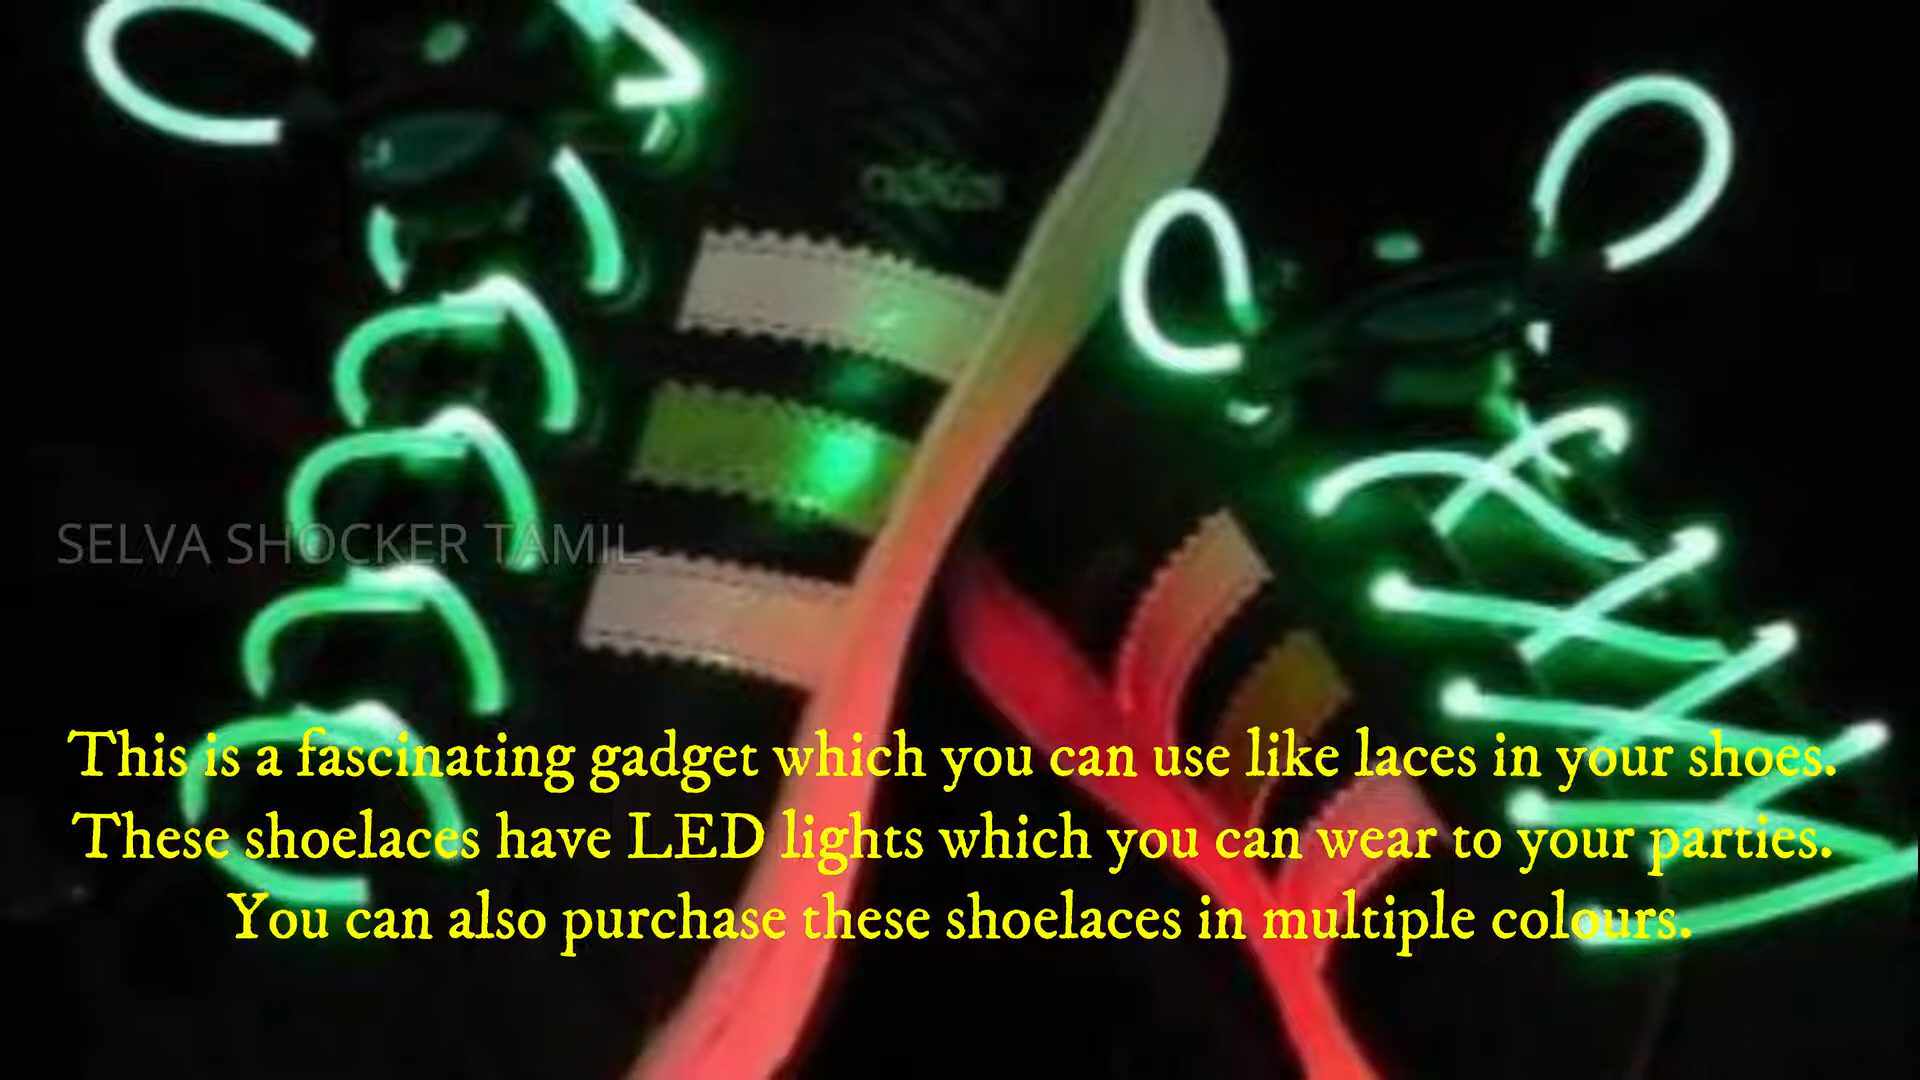 adidas
SELVA SHOCKER TAMIL
This is a fascinating gadget which you can use like laces in your shoes.
These shoelaces have LED lights which you can wear to your parties.
You can also purchase these shoelaces in multiple colours.